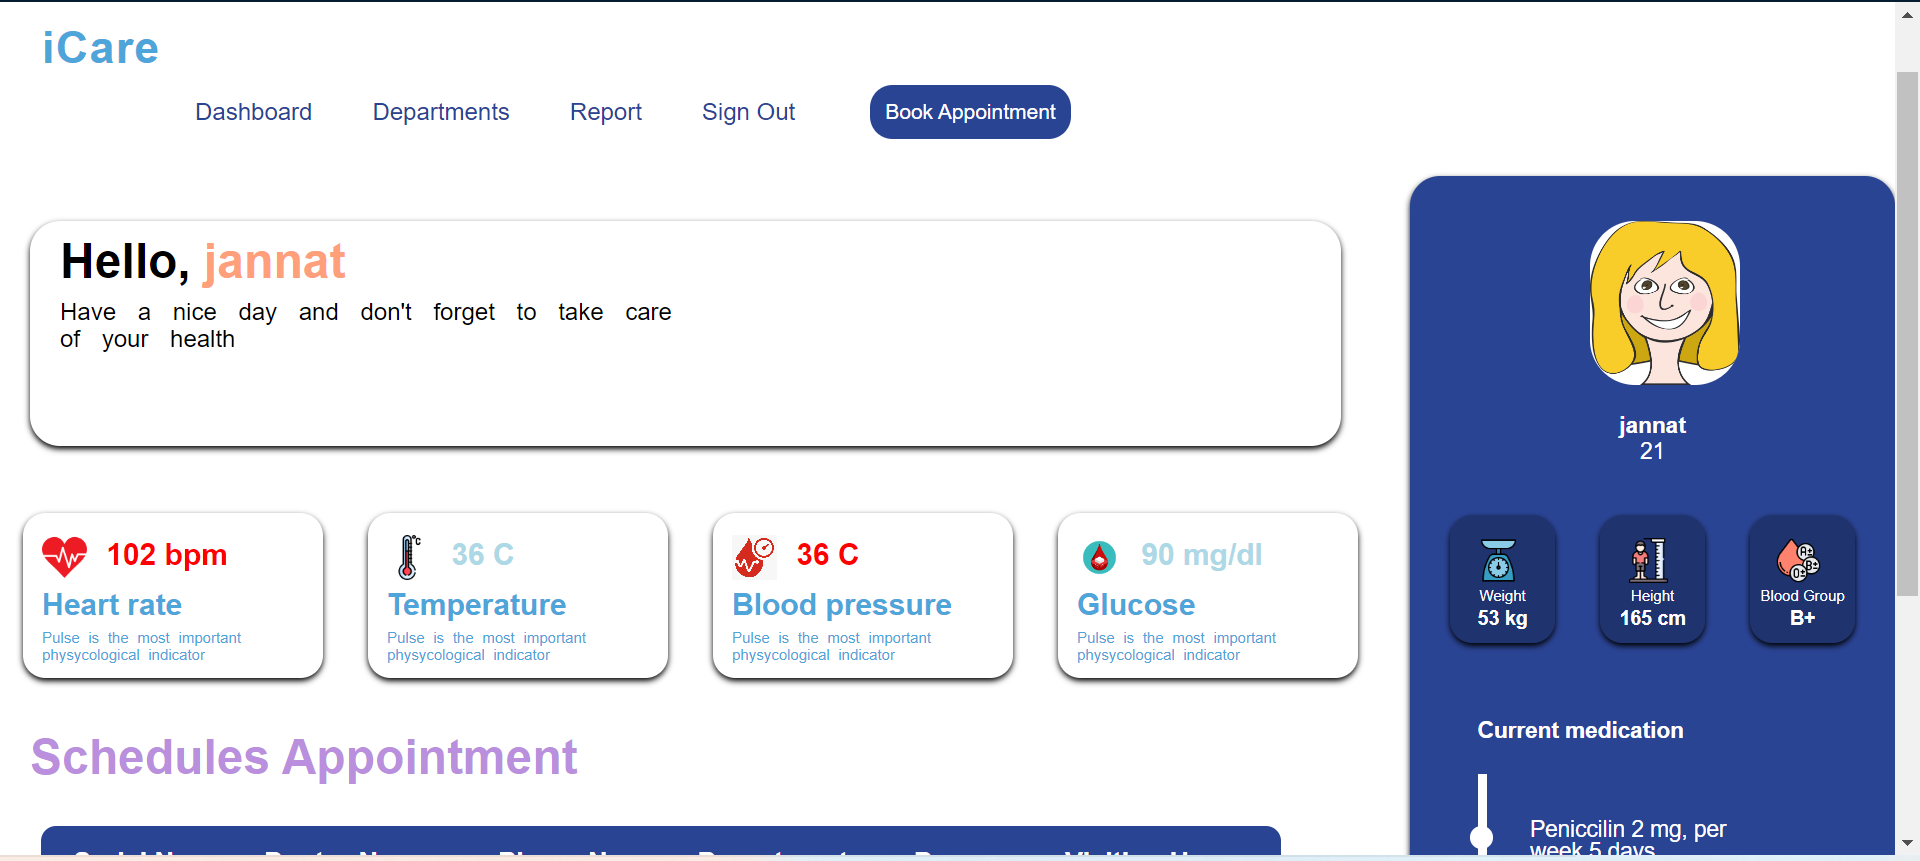 iCare
Dashboard Departments Report Sign Out Book Appointment
Hello, jannat
Have a nice day and don't forget to take care
of your health
102 bpm
Heart rate
Pulse is the most important
physycological indicator
°C
36 C
Temperature
Pulse is the most important
physycological indicator
36 C
Blood pressure
Pulse is the most important
physycological indicator
90 mg/dl
Glucose
Pulse is the most important
physycological indicator
Schedules Appointment
jannat
21
Weight
53 kg
Height
165 cm
A+
B+
O+
Blood Group
B+
Current medication
Peniccilin 2 mg, per
week 5 days